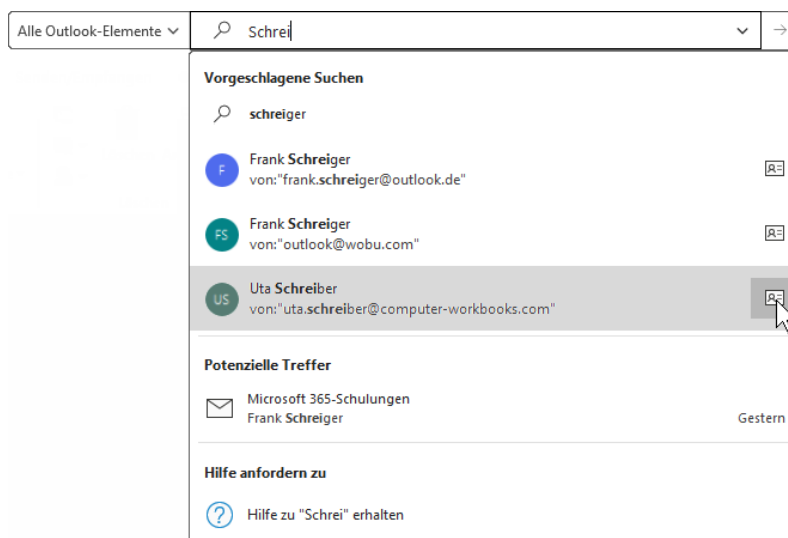 Alle Outlook-Elemente Schrei
Vorgeschlagene Suchen
schreiger
F Frank Schreiger
von:"frank.schreiger@outlook.de"
FS Frank Schreiger
von:"outlook@wobu.com"
US Uta Schreiber
von:"uta.schreiber@computer-workbooks.com"
Potenzielle Treffer
Microsoft 365-Schulungen
Frank Schreiger Gestern
Hilfe anfordern zu
Hilfe zu "Schrei" erhalten